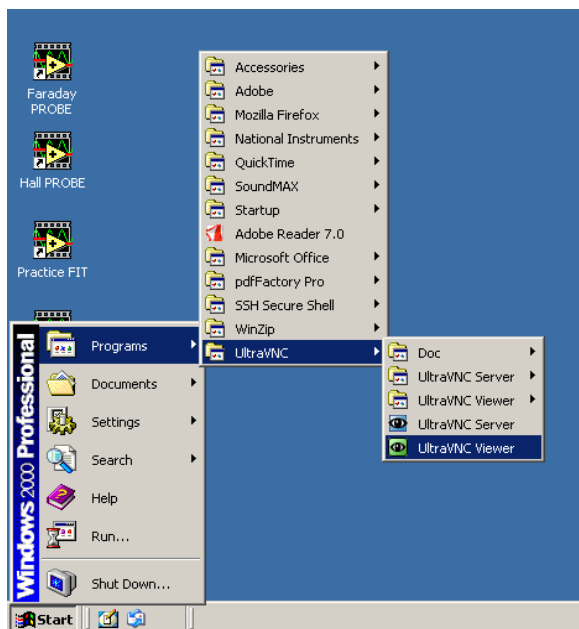 Faraday
PROBE
Hall PROBE
Practice FIT
Accessories
Adobe
Mozilla Firefox
National Instruments
QuickTime
SoundMAX
Startup
Adobe Reader 7.0
Microsoft Office
pdfFactory Pro
SSH Secure Shell
WinZip
UltraVNC
Doc
UltraVNC Server
UltraVNC Viewer
UltraVNC Server
UltraVNC Viewer
Windows 2000 Professional
Programs
Documents
Settings
Search
Help
Run...
Shut Down...
Start